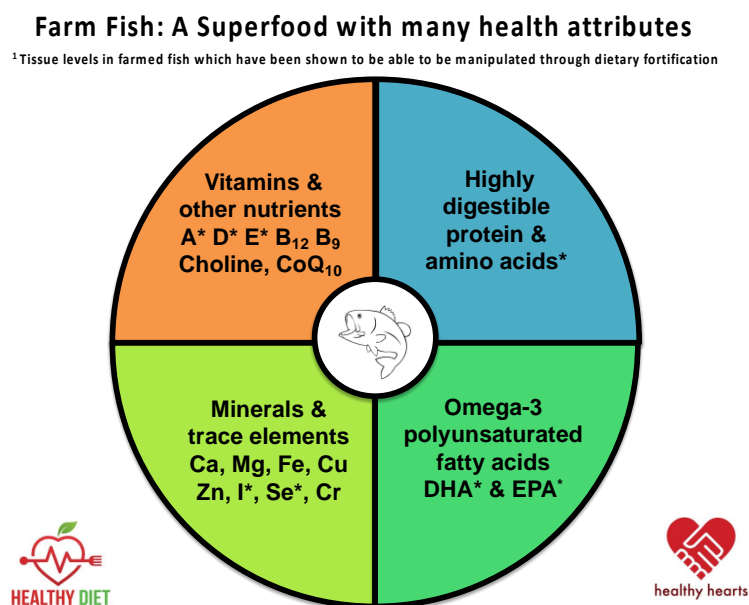 Farm Fish: A Superfood with many health attributes
¹ Tissue levels in farmed fish which have been shown to be able to be manipulated through dietary fortification
Vitamins &
other nutrients
A* D* E* B₁₂ B₉
Choline, CoQ₁₀
Highly
digestible
protein &
amino acids*
Minerals &
trace elements
Ca, Mg, Fe, Cu
Zn, I*, Se*, Cr
Omega-3
polyunsaturated
fatty acids
DHA* & EPA*
HEALTHY DIET
healthy hearts